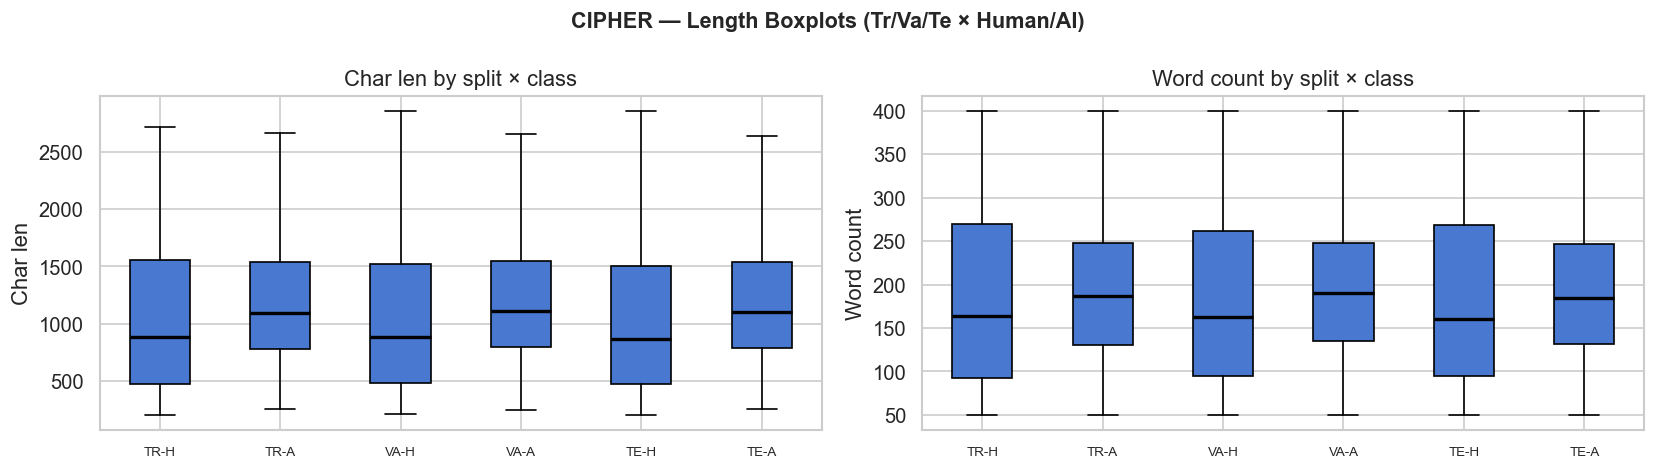 CIPHER — Length Boxplots (Tr/Va/Te × Human/AI)
Char len by split × class
Char len
2500
2000
1500
1000
500
TR-H TR-A VA-H VA-A TE-H TE-A
Word count by split × class
Word count
400
350
300
250
200
150
100
50
TR-H TR-A VA-H VA-A TE-H TE-A